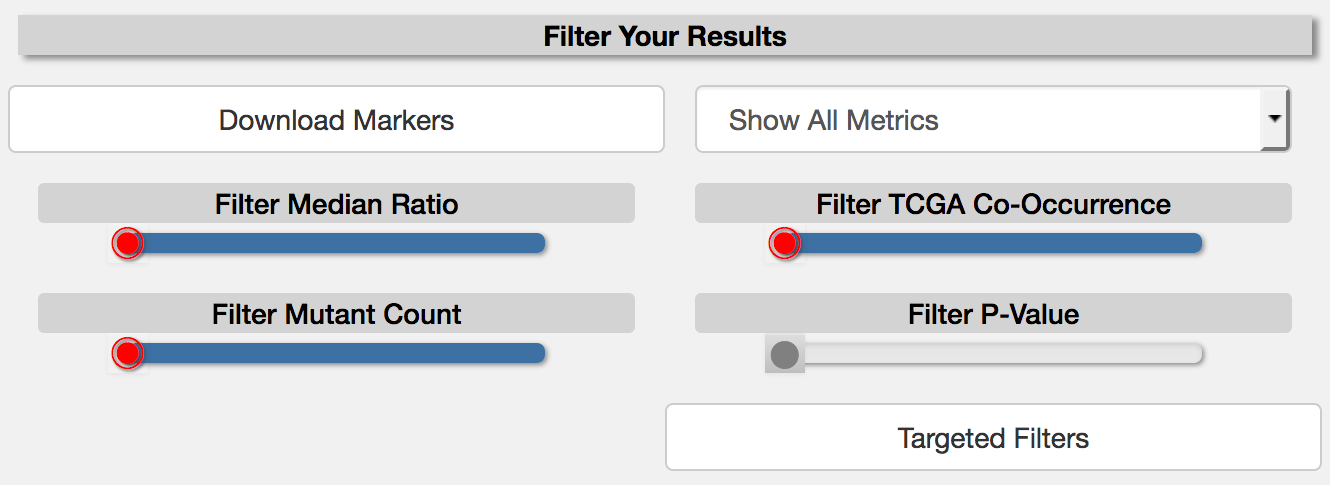 Filter Your Results
Download Markers
Show All Metrics
Filter Median Ratio
Filter TCGA Co-Occurrence
Filter Mutant Count
Filter P-Value
Targeted Filters